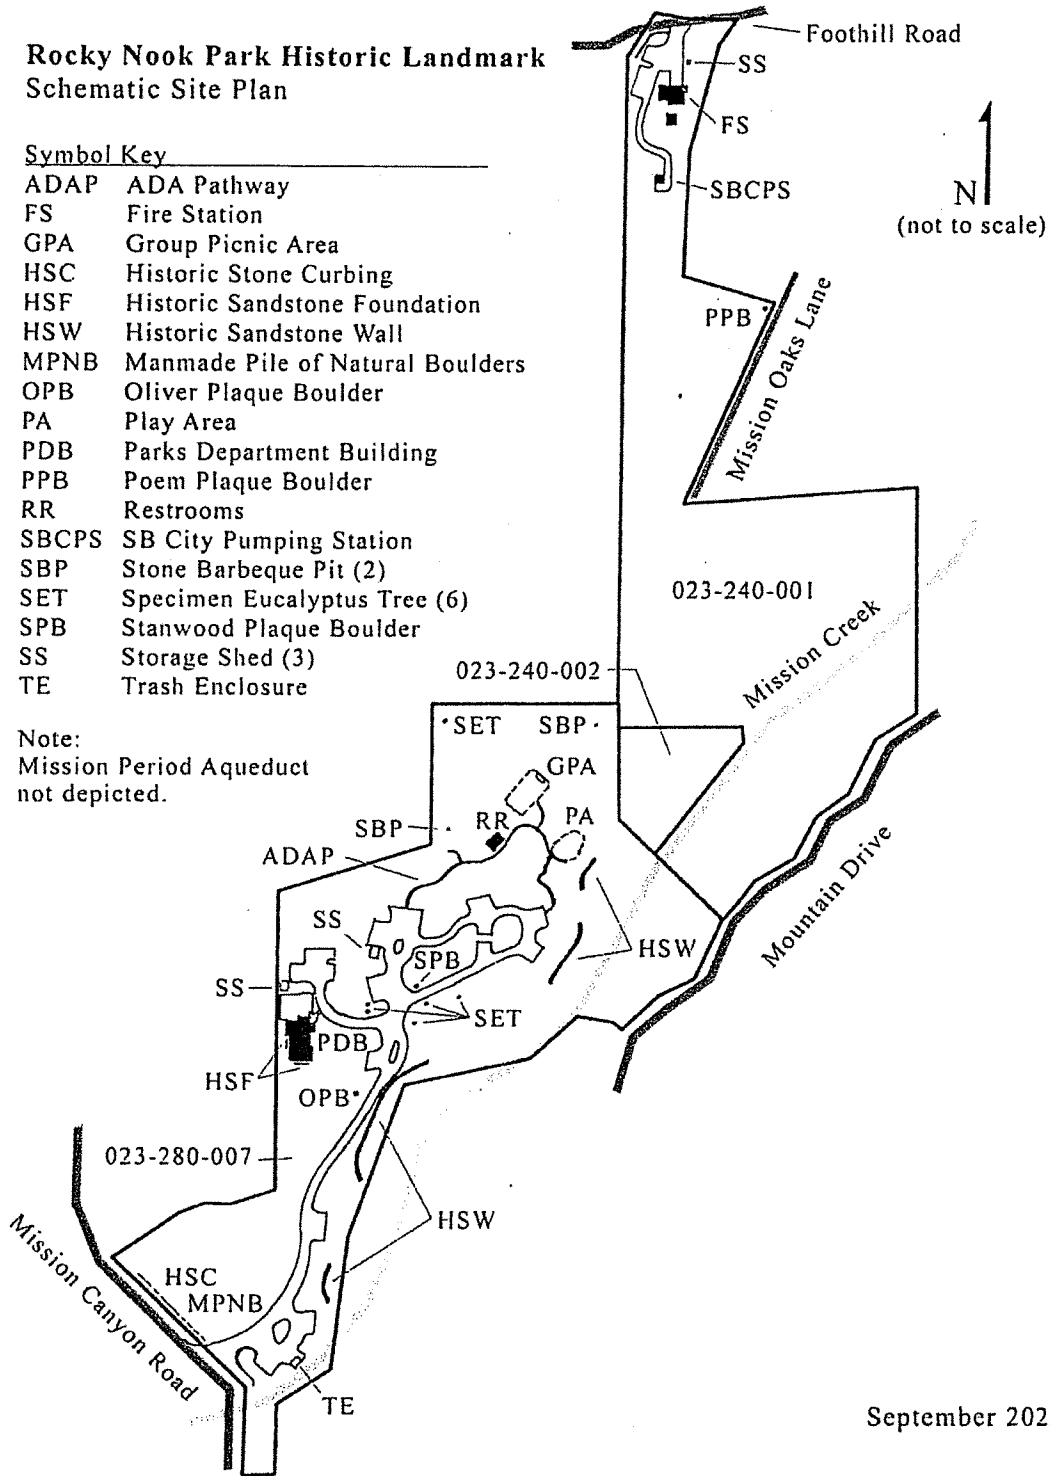 Rocky Nook Park Historic Landmark
Schematic Site Plan
Symbol Key
ADAP ADA Pathway
FS Fire Station
GPA Group Picnic Area
HSC Historic Stone Curbing
HSF Historic Sandstone Foundation
HSW Historic Sandstone Wall
MPNB Manmade Pile of Natural Boulders
OPB Oliver Plaque Boulder
PA Play Area
PDB Parks Department Building
PPB Poem Plaque Boulder
RR Restrooms
SBCPS SB City Pumping Station
SBP Stone Barbeque Pit (2)
SET Specimen Eucalyptus Tree (6)
SPB Stanwood Plaque Boulder
SS Storage Shed (3)
TE Trash Enclosure
Note:
Mission Period Aqueduct
not depicted.
Foothill Road
SS
FS
SBCPS
N
(not to scale)
PPB
Mission Oaks Lane
023-240-001
Mission Creek
023-240-002
SET
SBP
GPA
SBP
RR
PA
ADAP
Mountain Drive
SS
SPB
HSW
SS
SET
PDB
HSF
OPB
023-280-007
HSW
Mission Canyon Road
HSC
MPNB
TE
September 202